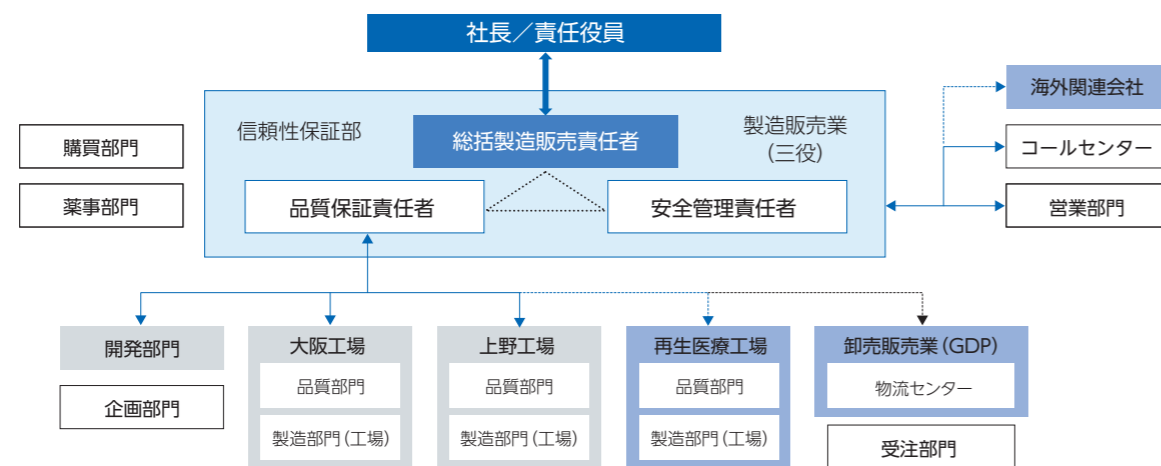 社長／責任役員
信頼性保証部
総括製造販売責任者
製造販売業
(三役)
品質保証責任者
安全管理責任者
購買部門
薬事部門
海外関連会社
コールセンター
営業部門
開発部門
企画部門
大阪工場
品質部門
製造部門(工場)
上野工場
品質部門
製造部門(工場)
再生医療工場
品質部門
製造部門(工場)
卸売販売業(GDP)
物流センター
受注部門